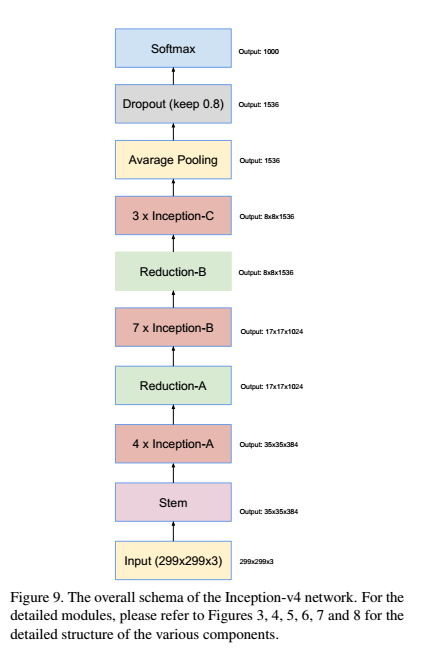 Softmax
Output: 1000
Dropout (keep 0.8)
Output: 1536
Avarage Pooling
Output: 1536
3 x Inception-C
Output: 8x8x1536
Reduction-B
Output: 8x8x1536
7 x Inception-B
Output: 17x17x1024
Reduction-A
Output: 17x17x1024
4 x Inception-A
Output: 35x35x384
Stem
Output: 35x35x384
Input (299x299x3)
299x299x3
Figure 9. The overall schema of the Inception-v4 network. For the
detailed modules, please refer to Figures 3, 4, 5, 6, 7 and 8 for the
detailed structure of the various components.